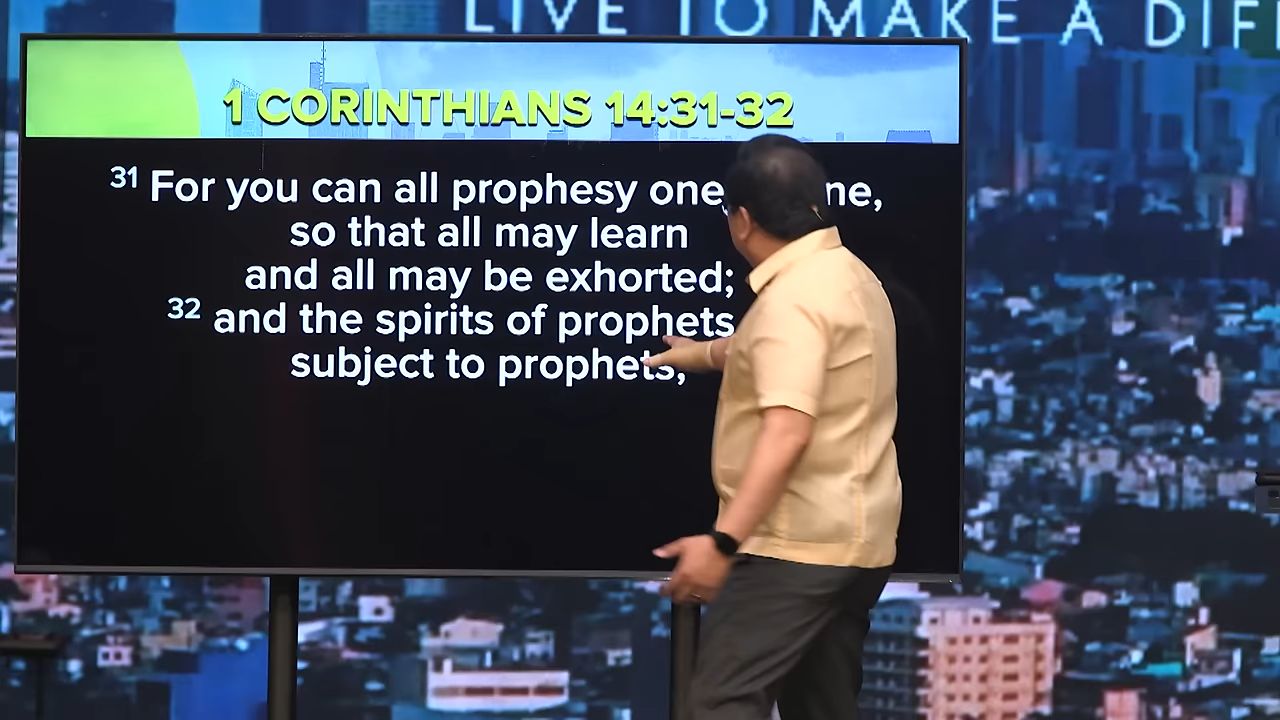 LIVE TO MAKE A DIF
1 CORINTHIANS 14:31-32
31 For you can all prophesy one ne,
so that all may learn
and all may be exhorted;
32 and the spirits of prophets
subject to prophets,